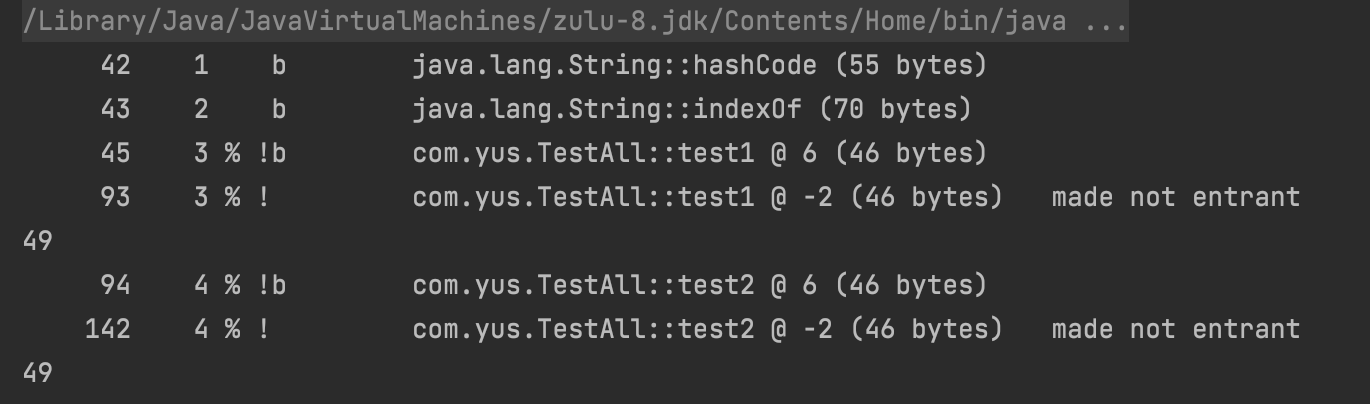 /Library/Java/JavaVirtualMachines/zulu-8.jdk/Contents/Home/bin/java ...
     42    1    b        java.lang.String::hashCode (55 bytes)
     43    2    b        java.lang.String::indexOf (70 bytes)
     45    3 % !b        com.yus.TestAll::test1 @ 6 (46 bytes)
     93    3 % !         com.yus.TestAll::test1 @ -2 (46 bytes)   made not entrant
49
     94    4 % !b        com.yus.TestAll::test2 @ 6 (46 bytes)
    142    4 % !         com.yus.TestAll::test2 @ -2 (46 bytes)   made not entrant
49